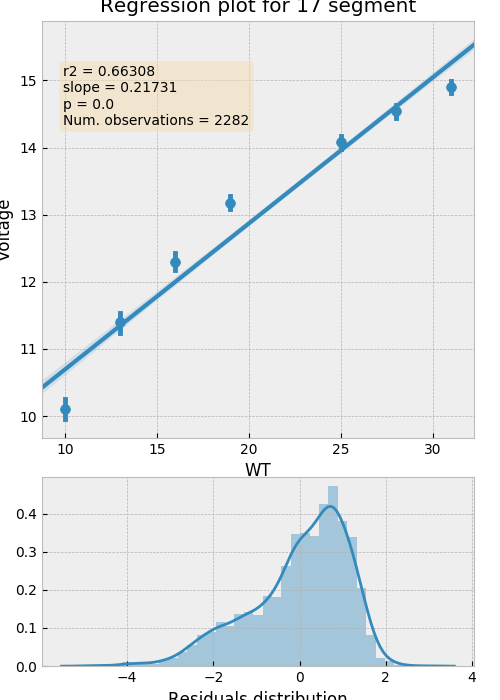 Regression plot for 17 segment
r2 = 0.66308
slope = 0.21731
p = 0.0
Num. observations = 2282
15
14
13
12
11
10
Voltage
10 15 20 25 30
WT
0.4
0.3
0.2
0.1
0.0
−4 −2 0 2 4
Residuals distribution